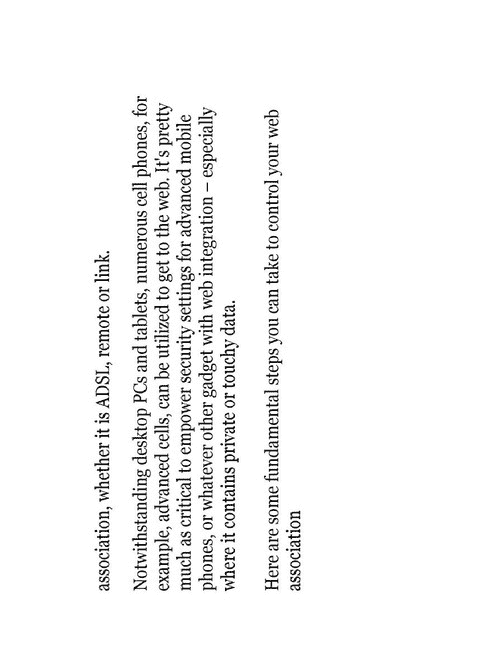 association, whether it is ADSL, remote or link.
Notwithstanding desktop PCs and tablets, numerous cell phones, for
example, advanced cells, can be utilized to get to the web. It's pretty
much as critical to empower security settings for advanced mobile
phones, or whatever other gadget with web integration – especially
where it contains private or touchy data.
Here are some fundamental steps you can take to control your web
association